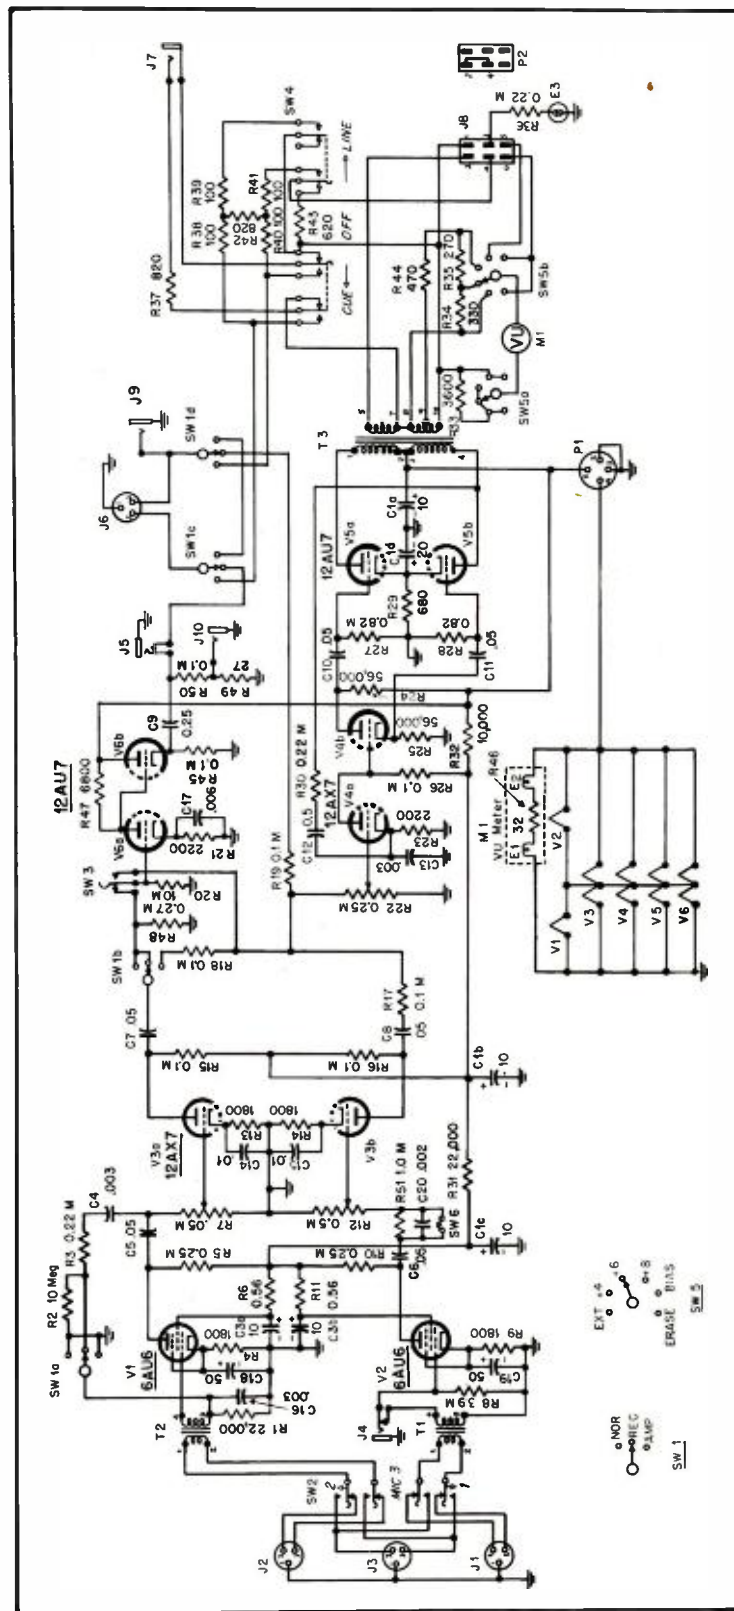 J2
J3
J1
SW2
2
MIC 3
1
T2
T1
J4
SW1a
R2 10 Meg
R3 0.22 M
C4
.003
R1 22,000
C16
.003
C18
50
R4
1800
V1
6AU6
C3a
10
R6
0.56
R11
0.56
C3b
10
V2
6AU6
R8 3.9 M
C19
50
R9 1800
C5 .05
R5 0.25 M
R10 0.25 M
C6
.05
R7 .05 M
R12 0.5 M
R51 1.0 M
C20 .002
SW6
C1c
10
R31 22,000
V3a
12AX7
C14
.01
R13
1800
R14
1800
.01
V3b
R15 0.1 M
R16 0.1 M
C1b
10
C7 .05
C8
.05
R17
0.1 M
SW1b
R18 0.1 M
R48
0.27 M
R20
10 M
SW3
R19 0.1 M
V6a
R21
2200
C17
.006
R47 6800
12AU7
V6b
R45
0.1 M
C9
0.25
R50
0.1 M
R49
27
J5
J10
SW1c
SW1d
J6
J9
R22 0.25 M
C12 0.5
R30 0.22 M
12AX7
V4a
.003
C13
R23
2200
R26 0.1 M
V4b
R25
56,000
R24
56,000
R32
10,000
C10 .05
C11
.05
R27
0.82 M
R28
0.82
R29
680
12AU7
V5a
V5b
C1d
20
C1a
10
T3
1
2
4
5
7
P1
R33
3600
SW5a
VU
M1
R34
330
R35
270
R44
470
SW5b
R37
820
J7
R38
100
R39
100
R42
820
R40
100
R41
100
R43
620
CUE
OFF
LINE
SW4
J8
R36
0.22 M
E3
P2
M1
VU Meter
E1
32
E2
R46
V1
V2
V3
V4
V5
V6
NOR
REC
AMP
SW 1
EXT
+4
+6
+8
BIAS
ERASE
SW 5